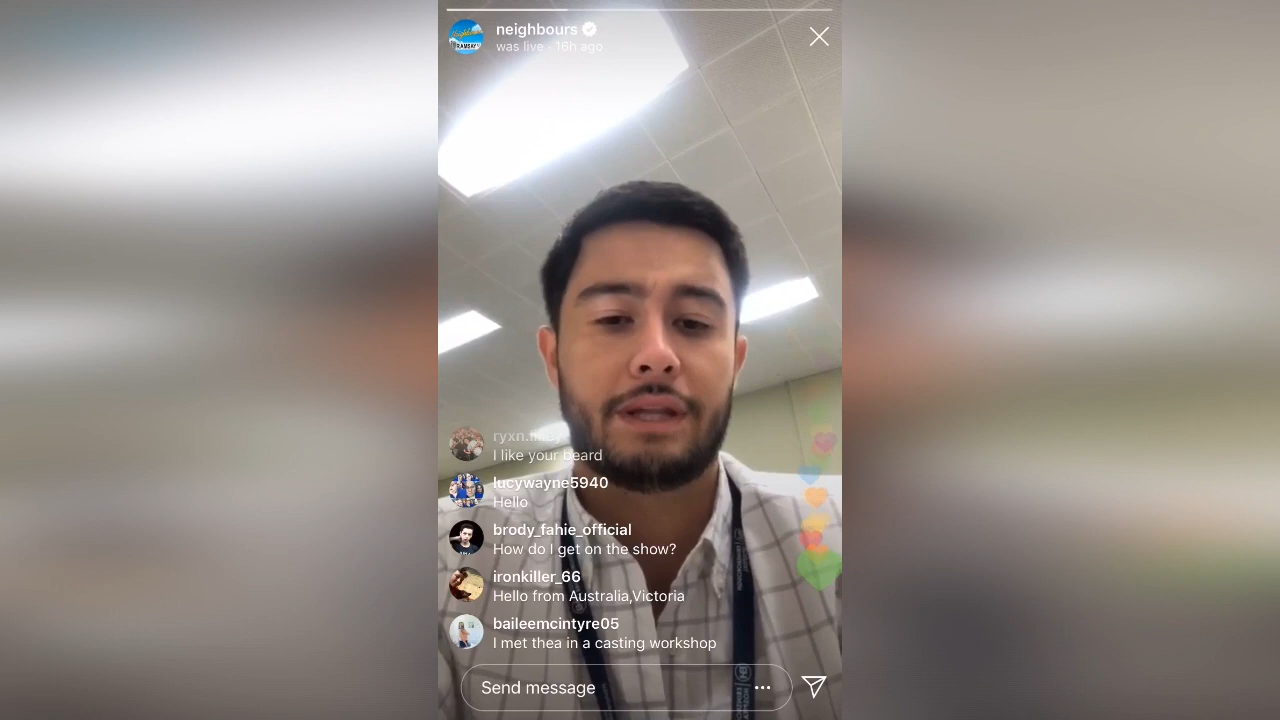 neighbours
was live · 16h ago
RAMSAY
I like your beard
lucywayne5940
Hello
brody_fahie_official
How do I get on the show?
ironkiller_66
Hello from Australia,Victoria
baileemcintyre05
I met thea in a casting workshop
Send message